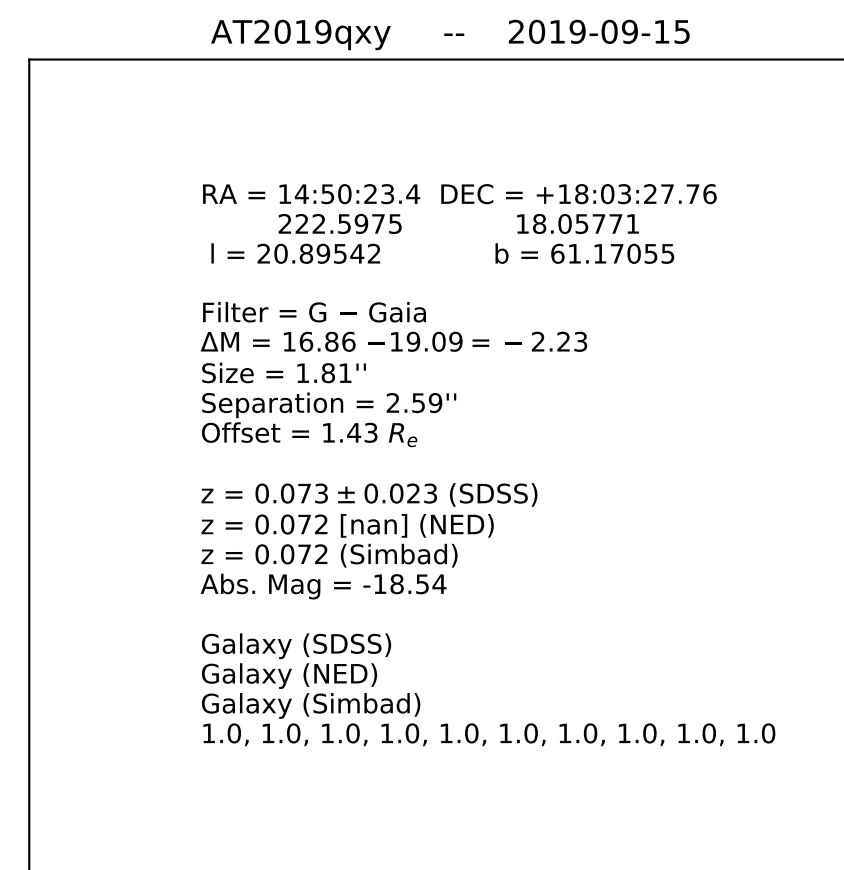 AT2019qxy -- 2019-09-15
RA = 14:50:23.4 DEC = +18:03:27.76
222.5975 18.05771
l = 20.89542 b = 61.17055
Filter = G − Gaia
ΔM = 16.86 −19.09 = − 2.23
Size = 1.81''
Separation = 2.59''
Offset = 1.43 Re
z = 0.073 ± 0.023 (SDSS)
z = 0.072 [nan] (NED)
z = 0.072 (Simbad)
Abs. Mag = -18.54
Galaxy (SDSS)
Galaxy (NED)
Galaxy (Simbad)
1.0, 1.0, 1.0, 1.0, 1.0, 1.0, 1.0, 1.0, 1.0, 1.0